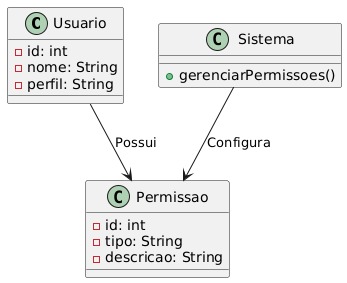 C Usuario
id: int
nome: String
perfil: String
C Sistema
gerenciarPermissoes()
Possui
Configura
C Permissao
id: int
tipo: String
descricao: String